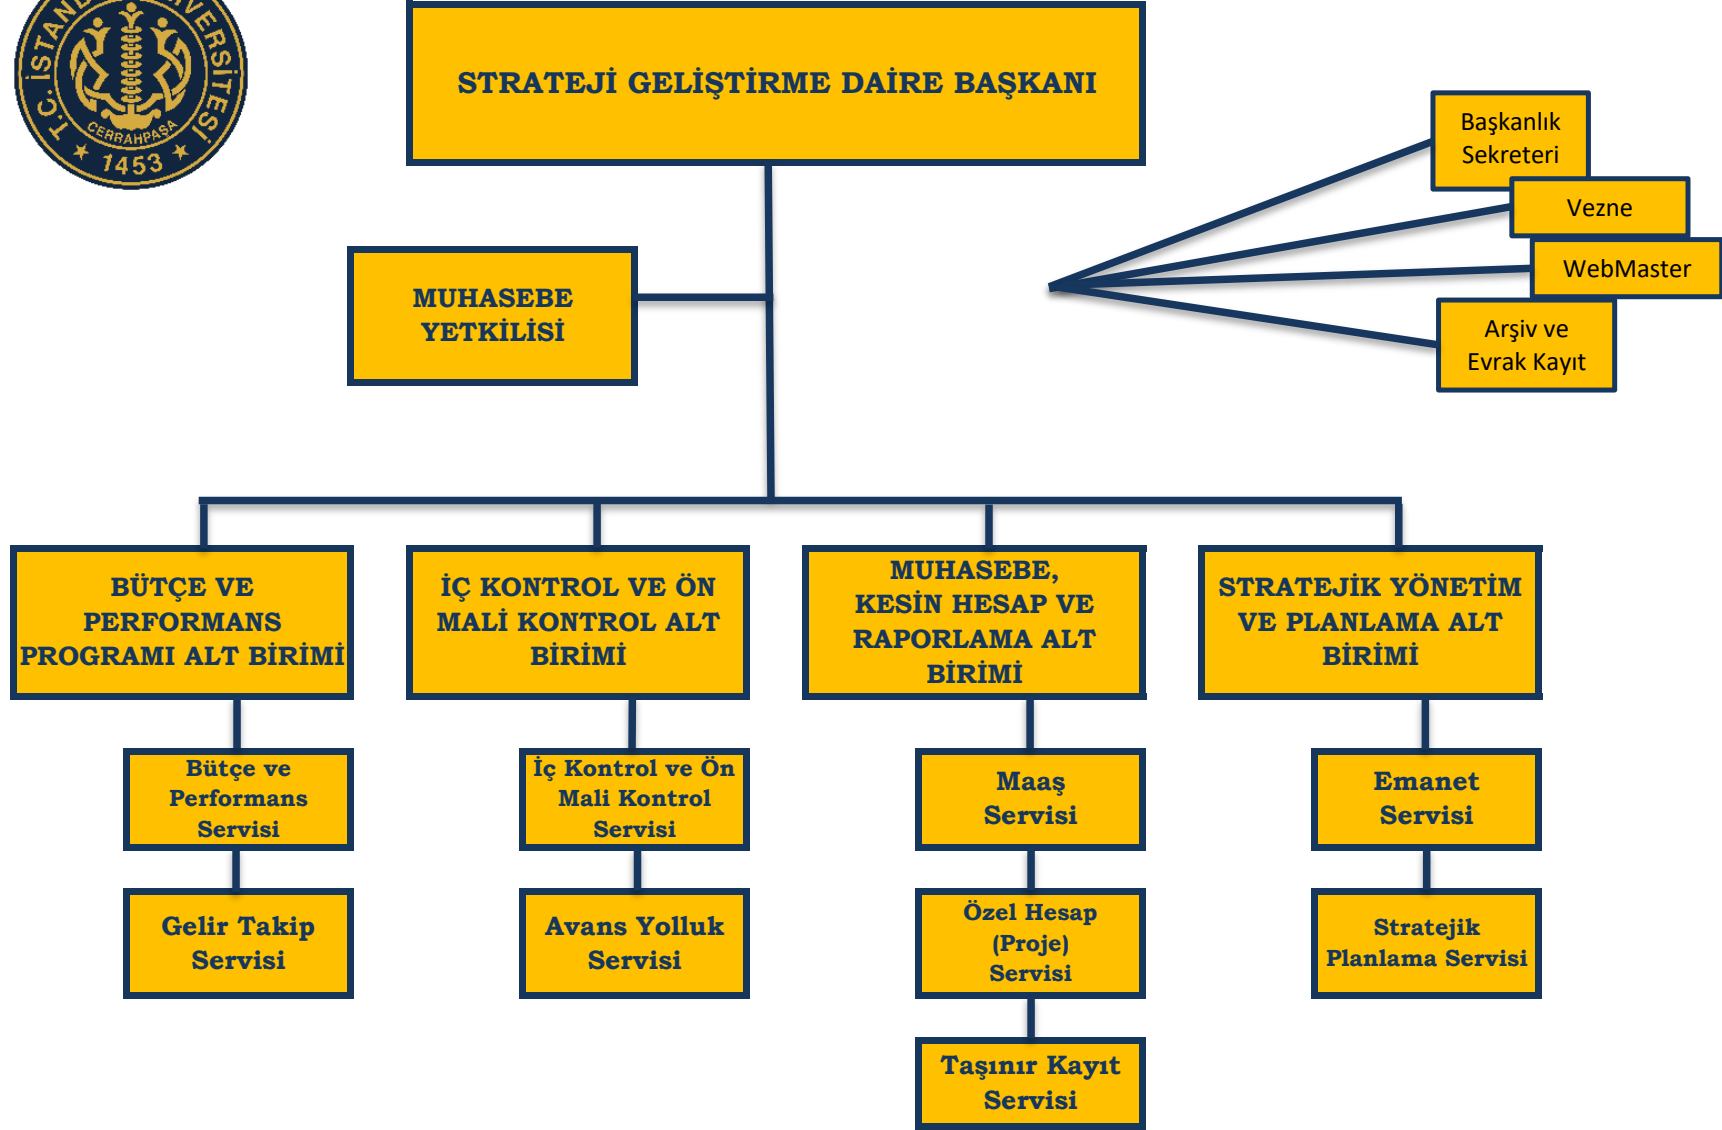 T.C. İSTAN
VERSİTESİ
CERRAHPAŞA
1453
STRATEJİ GELİŞTİRME DAİRE BAŞKANI
Başkanlık
Sekreteri
Vezne
WebMaster
Arşiv ve
Evrak Kayıt
MUHASEBE
YETKİLİSİ
BÜTÇE VE
PERFORMANS
PROGRAMI ALT BİRİMİ
İÇ KONTROL VE ÖN
MALİ KONTROL ALT
BİRİMİ
MUHASEBE,
KESİN HESAP VE
RAPORLAMA ALT
BİRİMİ
STRATEJİK YÖNETİM
VE PLANLAMA ALT
BİRİMİ
Bütçe ve
Performans
Servisi
İç Kontrol ve Ön
Mali Kontrol
Servisi
Maaş
Servisi
Emanet
Servisi
Gelir Takip
Servisi
Avans Yolluk
Servisi
Özel Hesap
(Proje)
Servisi
Stratejik
Planlama Servisi
Taşınır Kayıt
Servisi